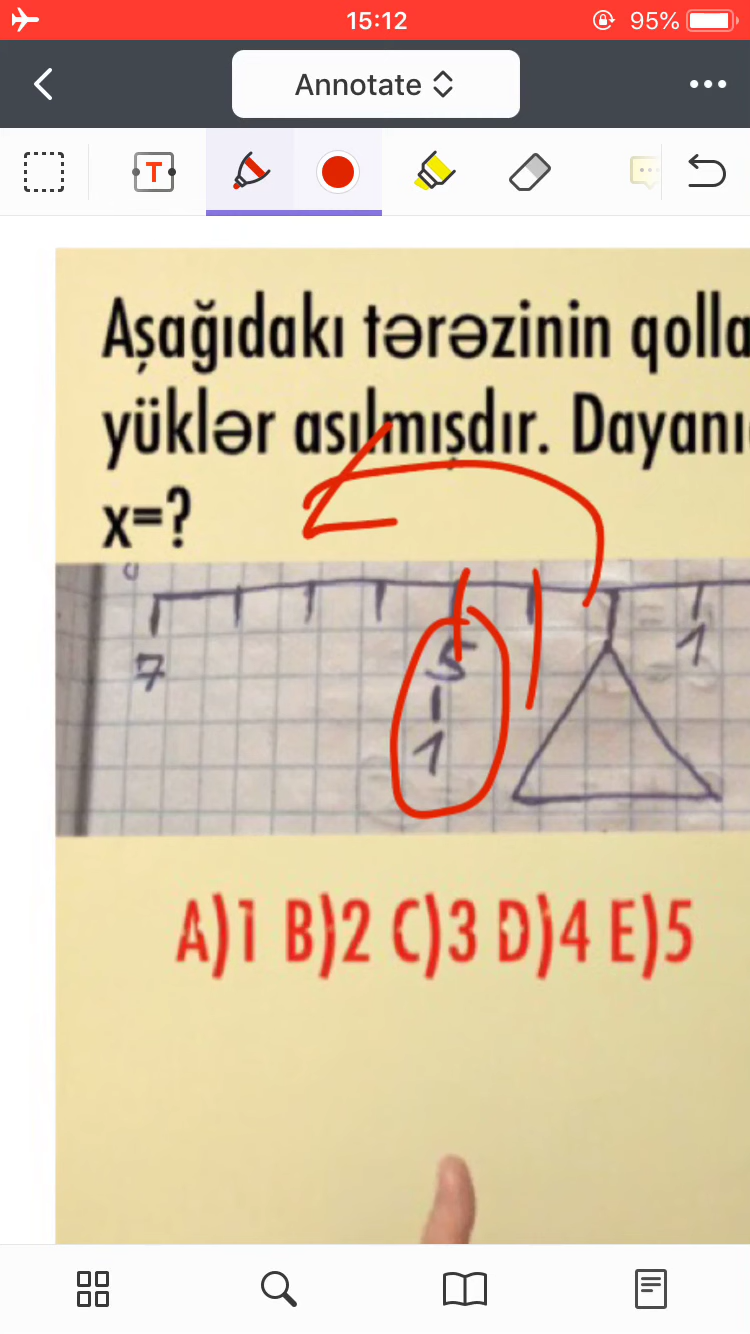 15:12
95%
Annotate
T
Aşağıdakı tərəzinin qolla
yüklər asılmışdır. Dayanı
x=?
7
5
1
1
A)1 B)2 C)3 D)4 E)5